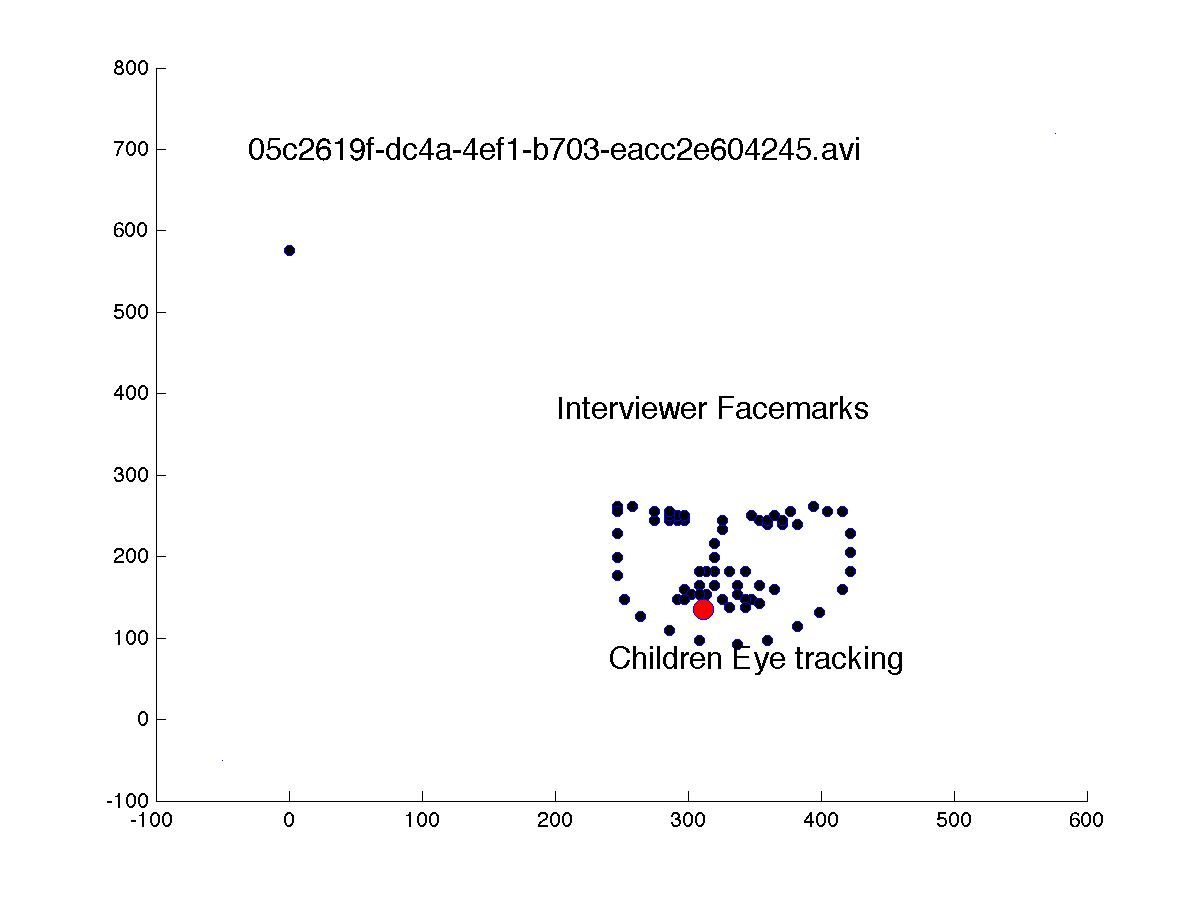 800
700
05c2619f-dc4a-4ef1-b703-eacc2e604245.avi
600
500
400
Interviewer Facemarks
300
200
100
Children Eye tracking
0
-100
-100 0 100 200 300 400 500 600